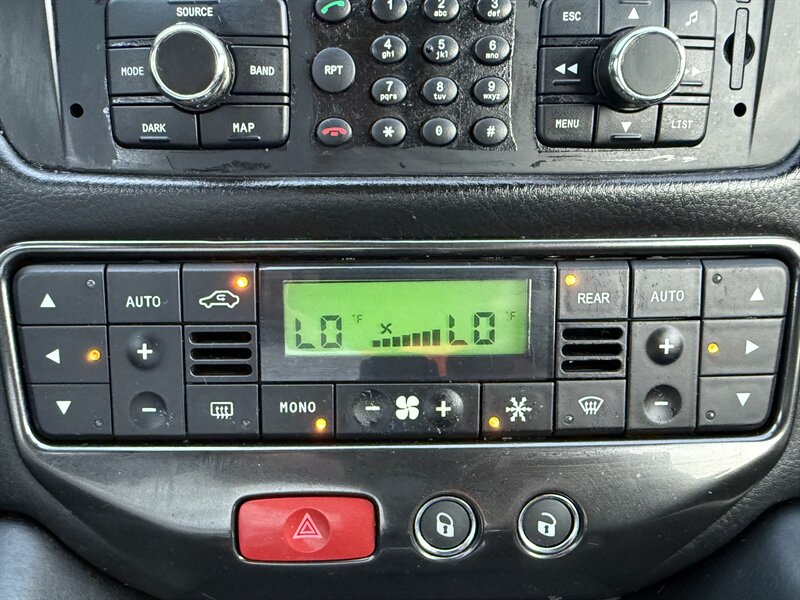 SOURCE
MODE
BAND
DARK
MAP
1
2 abc
3 def
4 ghi
5 jkl
6 mno
7 pqrs
8 tuv
9 wxyz
* 0 #
RPT
ESC
MENU
LIST
AUTO
REAR
AUTO
LO °F
LO °F
MONO